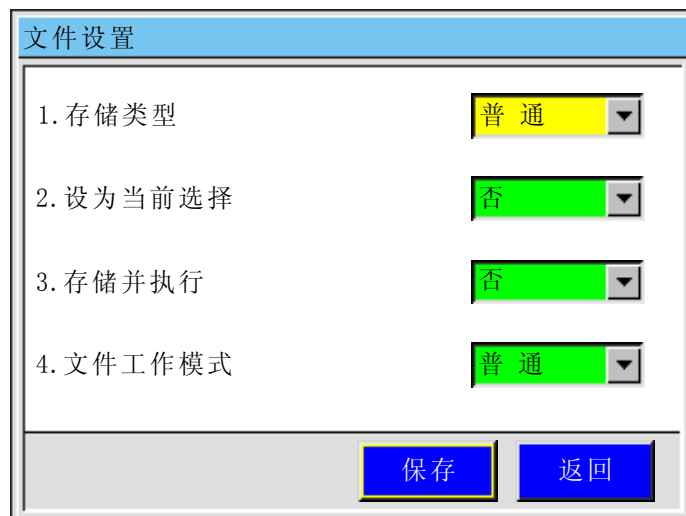 文件设置
1.存储类型 普通
2.设为当前选择 否
3.存储并执行 否
4.文件工作模式 普通
保存 返回